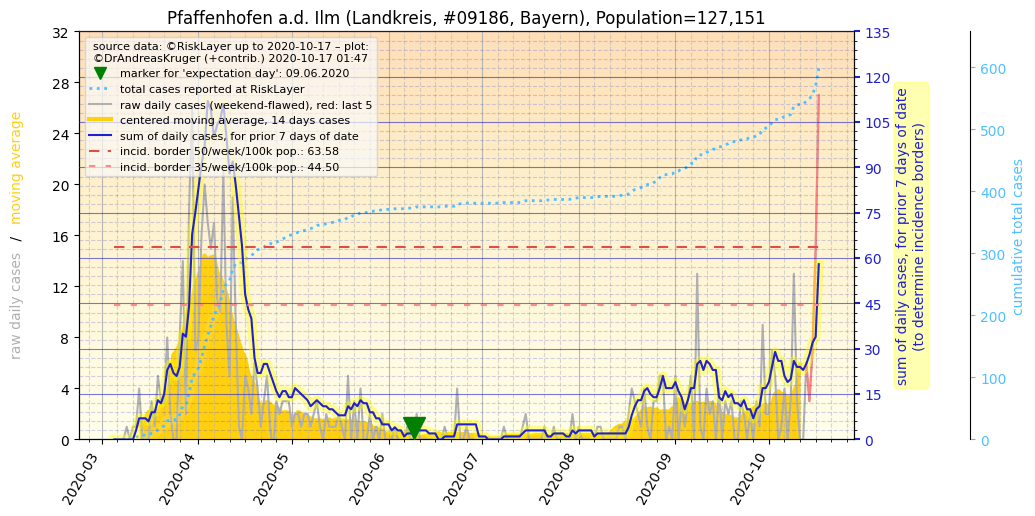 Pfaffenhofen a.d. Ilm (Landkreis, #09186, Bayern), Population=127,151
source data: ©RiskLayer up to 2020-10-17 – plot:
©DrAndreasKruger (+contrib.) 2020-10-17 01:47
marker for 'expectation day': 09.06.2020
total cases reported at RiskLayer
raw daily cases (weekend-flawed), red: last 5
centered moving average, 14 days cases
sum of daily cases, for prior 7 days of date
incid. border 50/week/100k pop.: 63.58
incid. border 35/week/100k pop.: 44.50
raw daily cases / moving average
32
28
24
20
16
12
8
4
0
2020-03
2020-04
2020-05
2020-06
2020-07
2020-08
2020-09
2020-10
135
120
105
90
75
60
45
30
15
0
sum of daily cases, for prior 7 days of date
(to determine incidence borders)
600
500
400
300
200
100
0
cumulative total cases